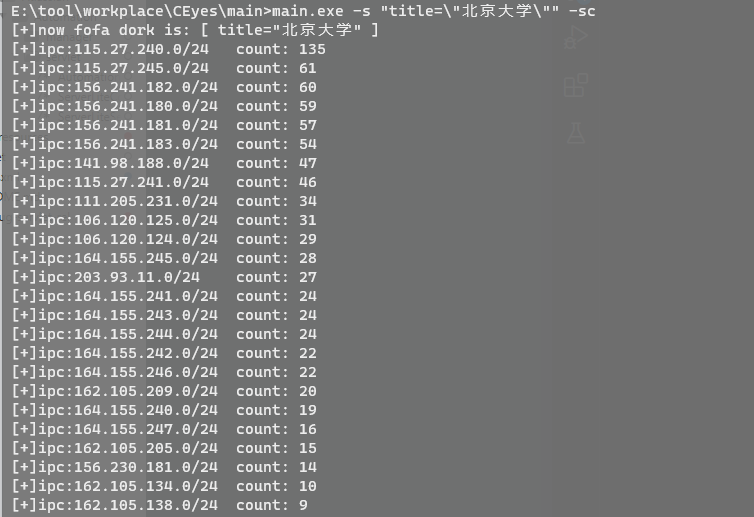 E:\tool\workplace\CEyes\main>main.exe -s "title=\"北京大学\"" -sc
[+]now fofa dork is: [ title="北京大学" ]
[+]ipc:115.27.240.0/24   count: 135
[+]ipc:115.27.245.0/24   count: 61
[+]ipc:156.241.182.0/24  count: 60
[+]ipc:156.241.180.0/24  count: 59
[+]ipc:156.241.181.0/24  count: 57
[+]ipc:156.241.183.0/24  count: 54
[+]ipc:141.98.188.0/24   count: 47
[+]ipc:115.27.241.0/24   count: 46
[+]ipc:111.205.231.0/24  count: 34
[+]ipc:106.120.125.0/24  count: 31
[+]ipc:106.120.124.0/24  count: 29
[+]ipc:164.155.245.0/24  count: 28
[+]ipc:203.93.11.0/24    count: 27
[+]ipc:164.155.241.0/24  count: 24
[+]ipc:164.155.243.0/24  count: 24
[+]ipc:164.155.244.0/24  count: 24
[+]ipc:164.155.242.0/24  count: 22
[+]ipc:164.155.246.0/24  count: 22
[+]ipc:162.105.209.0/24  count: 20
[+]ipc:164.155.240.0/24  count: 19
[+]ipc:164.155.247.0/24  count: 16
[+]ipc:162.105.205.0/24  count: 15
[+]ipc:156.230.181.0/24  count: 14
[+]ipc:162.105.134.0/24  count: 10
[+]ipc:162.105.138.0/24  count: 9